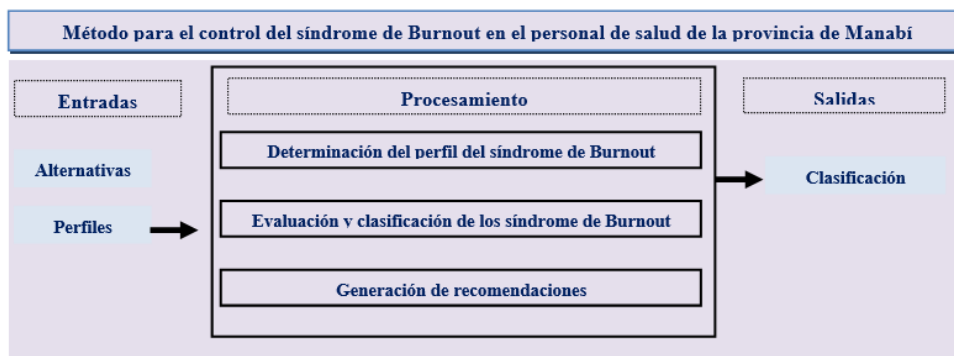 Método para el control del síndrome de Burnout en el personal de salud de la provincia de Manabí
Entradas
Alternativas
Perfiles
Procesamiento
Determinación del perfil del síndrome de Burnout
Evaluación y clasificación de los síndrome de Burnout
Generación de recomendaciones
Salidas
Clasificación